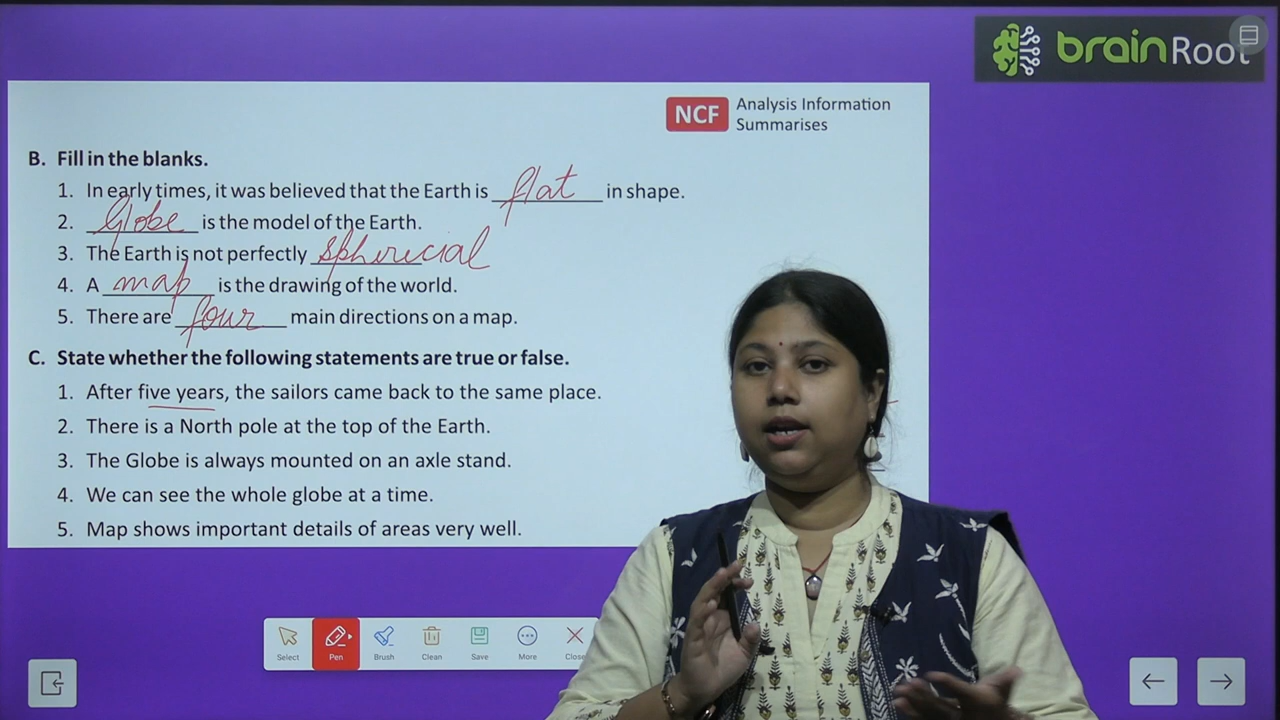 brainRoot
NCF Analysis Information
Summarises
B. Fill in the blanks.
1. In early times, it was believed that the Earth is flat in shape.
2. Globe is the model of the Earth.
3. The Earth is not perfectly sphericial
4. A map is the drawing of the world.
5. There are four main directions on a map.
C. State whether the following statements are true or false.
1. After five years, the sailors came back to the same place.
2. There is a North pole at the top of the Earth.
3. The Globe is always mounted on an axle stand.
4. We can see the whole globe at a time.
5. Map shows important details of areas very well.
Select Pen Brush Clean Save More Close